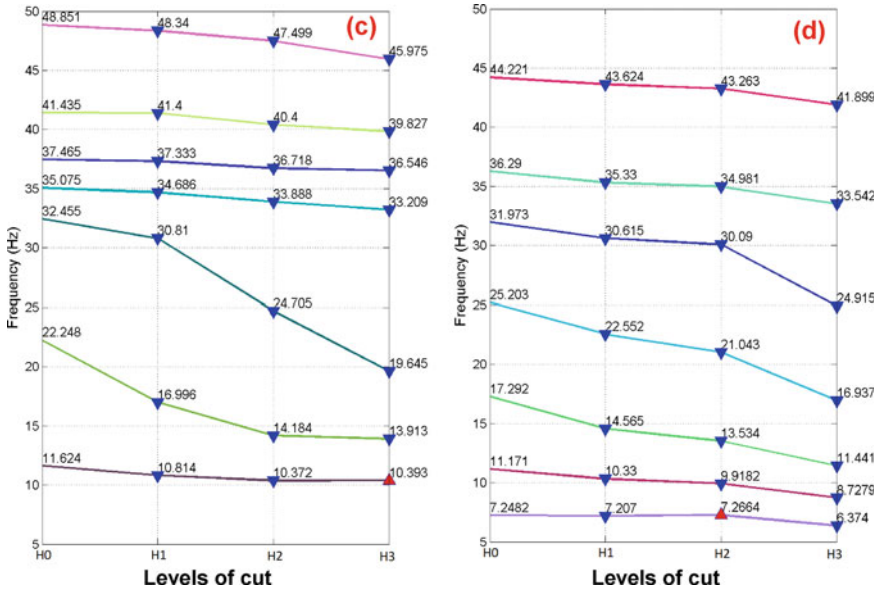 (c)
50
45
40
35
30
25
20
15
10
5
Frequency (Hz)
48.851 48.34 47.499 45.975
41.435 41.4 40.4 39.827
37.465 37.333 36.718 36.546
35.075 34.686 33.888 33.209
32.455 30.81 24.705 19.645
22.248 16.996 14.184 13.913
11.624 10.814 10.372 10.393
H0 H1 H2 H3
Levels of cut
(d)
50
45
40
35
30
25
20
15
10
5
Frequency (Hz)
44.221 43.624 43.263 41.899
36.29 35.33 34.981 33.542
31.973 30.615 30.09 24.915
25.203 22.552 21.043 16.937
17.292 14.565 13.534 11.441
11.171 10.33 9.9182 8.7279
7.2482 7.207 7.2664 6.374
H0 H1 H2 H3
Levels of cut